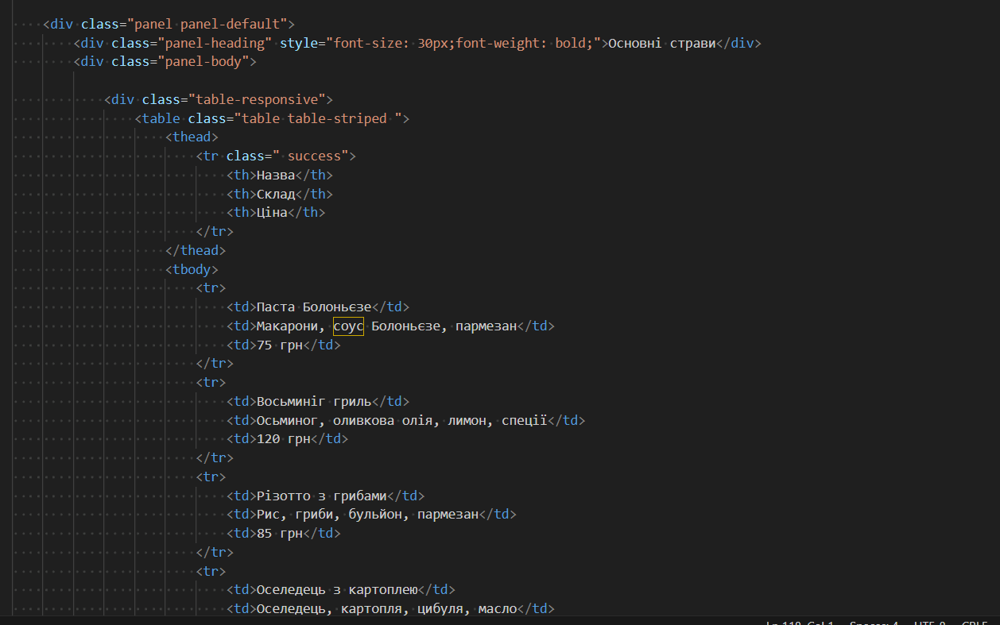 <div class="panel panel-default">
<div class="panel-heading" style="font-size: 30px;font-weight: bold;">Основні страви</div>
<div class="panel-body">
<div class="table-responsive">
<table class="table table-striped ">
<thead>
<tr class=" success">
<th>Назва</th>
<th>Склад</th>
<th>Ціна</th>
</tr>
</thead>
<tbody>
<tr>
<td>Паста Болоньєзе</td>
<td>Макарони, соус Болоньєзе, пармезан</td>
<td>75 грн</td>
</tr>
<tr>
<td>Восьминіг гриль</td>
<td>Осьминог, оливкова олія, лимон, спеції</td>
<td>120 грн</td>
</tr>
<tr>
<td>Різотто з грибами</td>
<td>Рис, гриби, бульйон, пармезан</td>
<td>85 грн</td>
</tr>
<tr>
<td>Оселедець з картоплею</td>
<td>Оселедець, картопля, цибуля, масло</td>